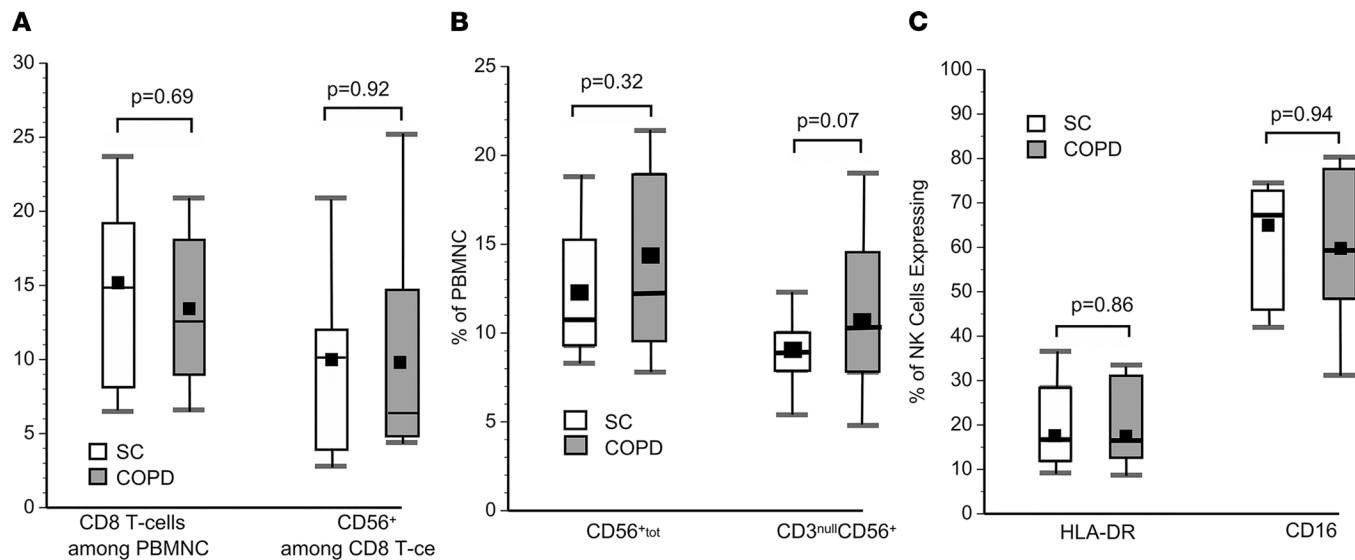 A
30
25
20
15
10
5
0
p=0.69
p=0.92
SC
COPD
CD8 T-cells
among PBMNC
CD56+
among CD8 T-ce
B
% of PBMNC
25
20
15
10
5
0
p=0.32
p=0.07
SC
COPD
CD56+tot
CD3nullCD56+
C
% of NK Cells Expressing
100
90
80
70
60
50
40
30
20
10
0
SC
COPD
p=0.94
p=0.86
HLA-DR
CD16